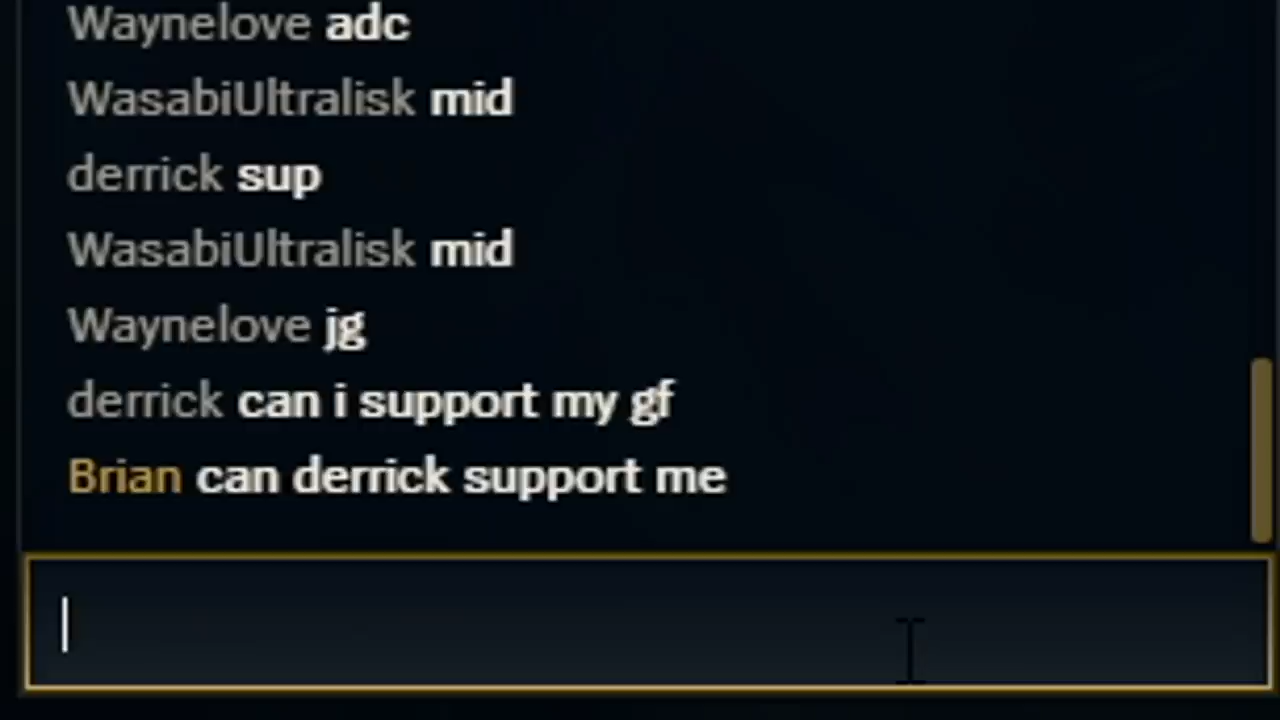 Waynelove adc
WasabiUltralisk mid
derrick sup
WasabiUltralisk mid
Waynelove jg
derrick can i support my gf
Brian can derrick support me